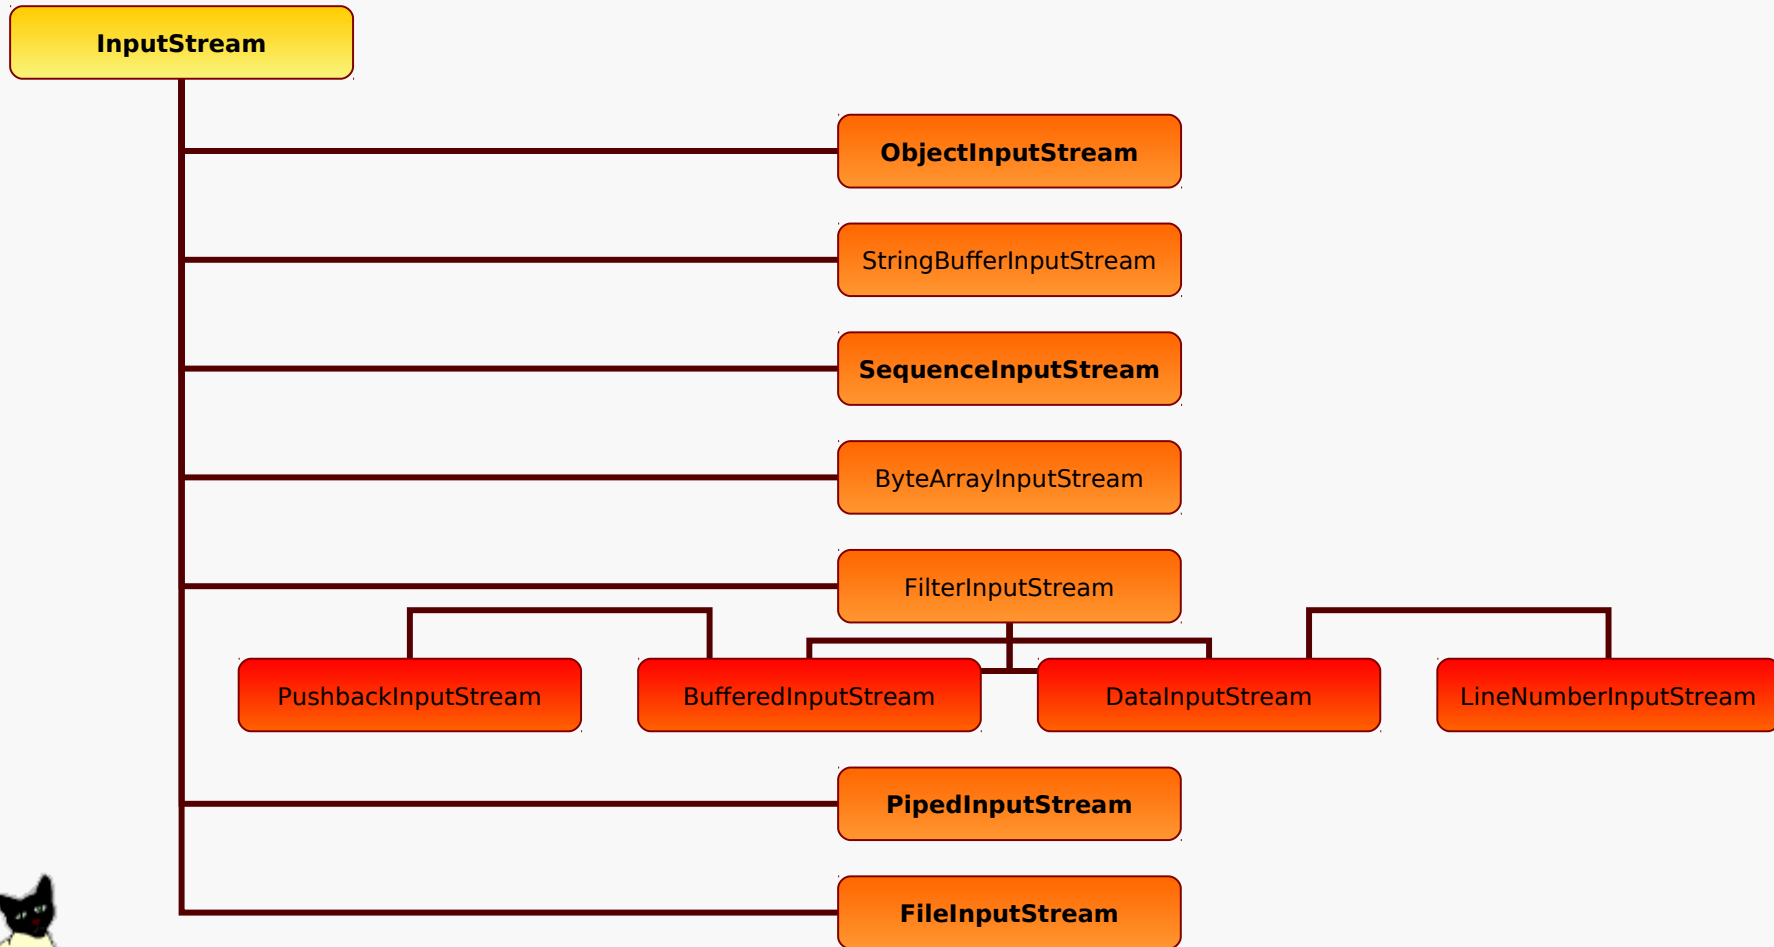 InputStream
ObjectInputStream
StringBufferInputStream
SequenceInputStream
ByteArrayInputStream
FilterInputStream
PushbackInputStream
BufferedInputStream
DataInputStream
LineNumberInputStream
PipedInputStream
FileInputStream